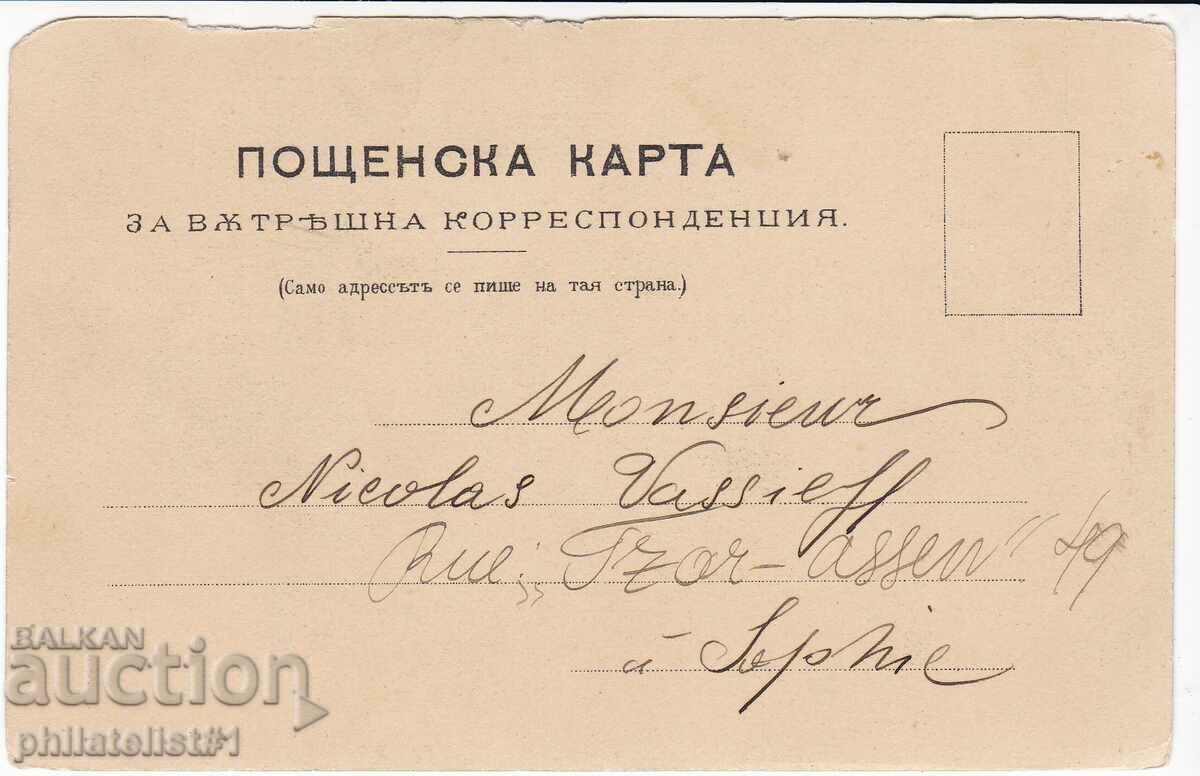 ПОЩЕНСКА КАРТА
ЗА ВѪТРѢШНА КОРРЕСПОНДЕНЦИЯ.
(Само адрессътъ се пише на тая страна.)
Monsieur
Nicolas Vassieff
Rue „Tzar-assen" 49
à Sophie
BALKAN
auction
philatelist#1